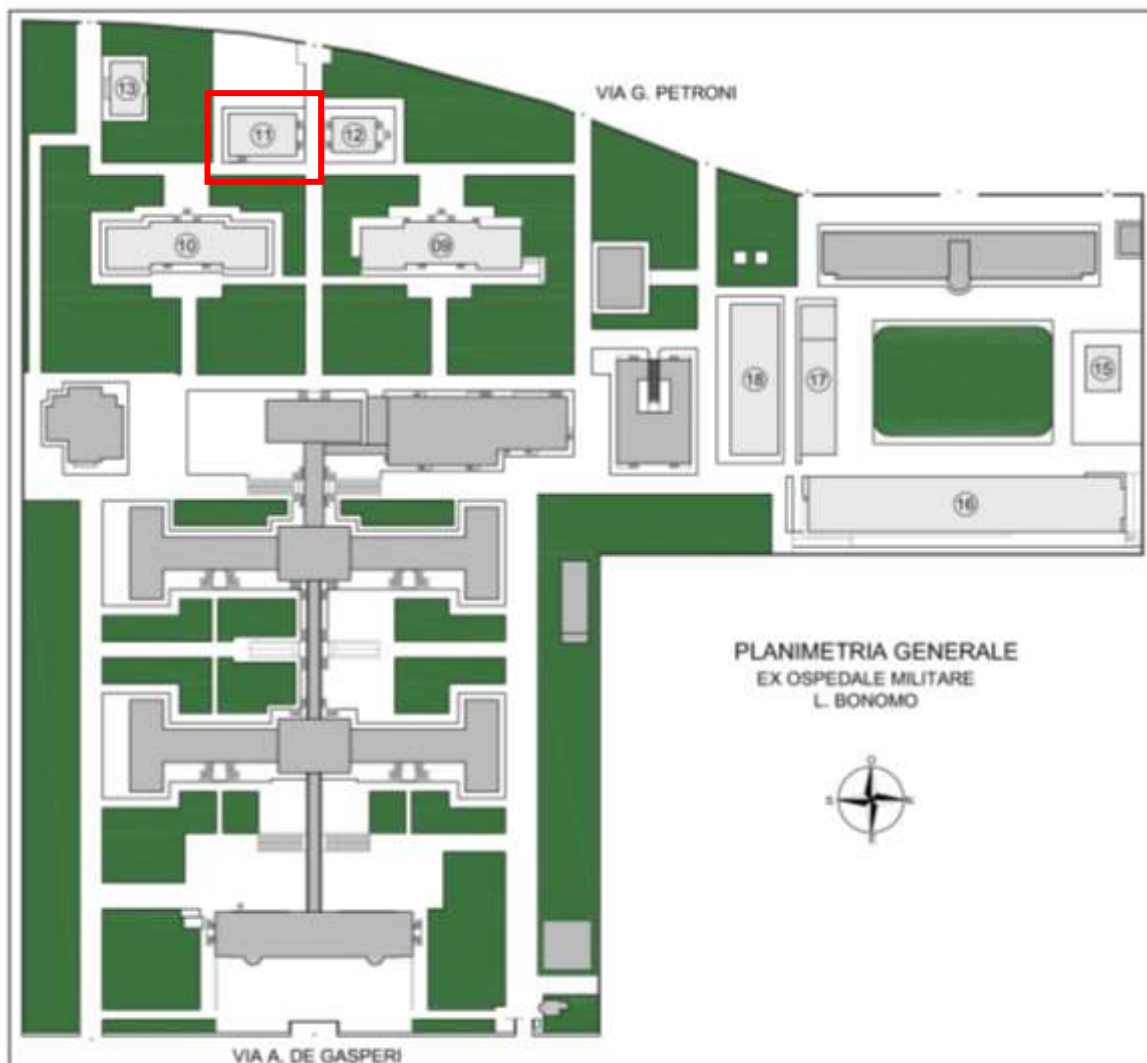 VIA G. PETRONI
13
11
12
10
09
18
17
15
16
PLANIMETRIA GENERALE
EX OSPEDALE MILITARE
L. BONOMO
O
S
N
VIA A. DE GASPERI